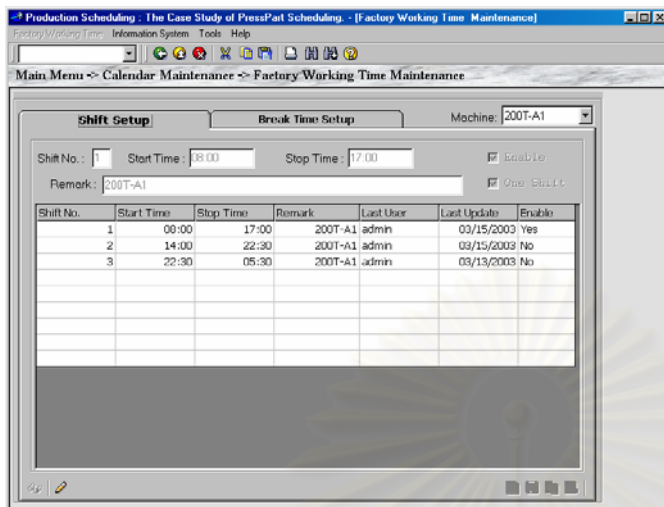 Production Scheduling : The Case Study of PressPart Scheduling. - [Factory Working Time Maintenance]
Factory Working Time Information System Tools Help
Main Menu -> Calendar Maintenance -> Factory Working Time Maintenance
Shift Setup Break Time Setup Machine: 200T-A1
Shift No. : 1 Start Time : 08:00 Stop Time : 17:00 Enable
Remark : 200T-A1 One Shift
Shift No. Start Time Stop Time Remark Last User Last Update Enable
1 08:00 17:00 200T-A1 admin 03/15/2003 Yes
2 14:00 22:30 200T-A1 admin 03/15/2003 No
3 22:30 05:30 200T-A1 admin 03/13/2003 No